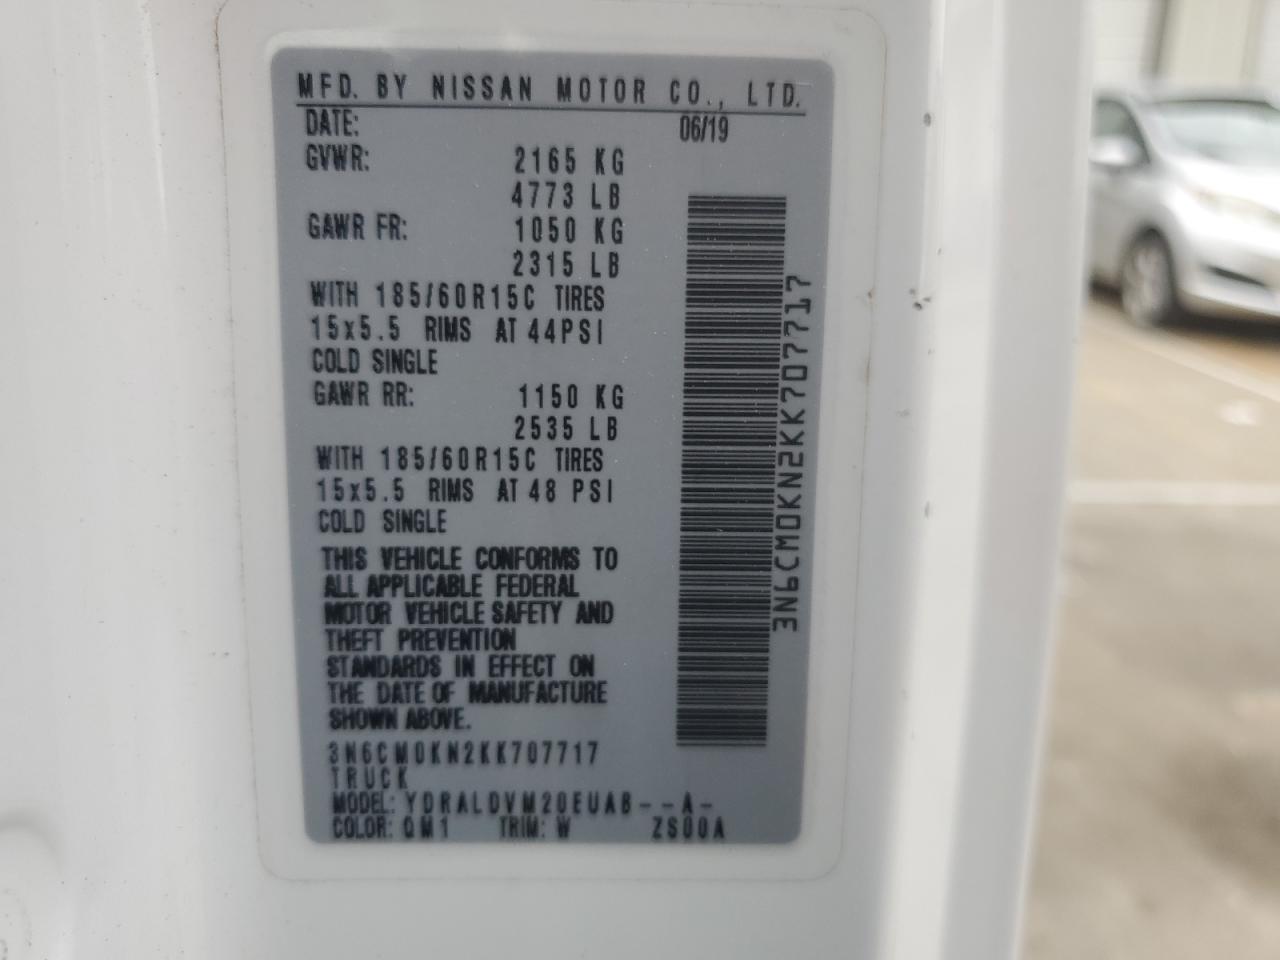 MFD. BY NISSAN MOTOR CO., LTD.
DATE: 06/19
GVWR: 2165 KG
4773 LB
GAWR FR: 1050 KG
2315 LB
WITH 185/60R15C TIRES
15x5.5 RIMS AT 44PSI
COLD SINGLE
GAWR RR: 1150 KG
2535 LB
WITH 185/60R15C TIRES
15x5.5 RIMS AT 48 PSI
COLD SINGLE
THIS VEHICLE CONFORMS TO
ALL APPLICABLE FEDERAL
MOTOR VEHICLE SAFETY AND
THEFT PREVENTION
STANDARDS IN EFFECT ON
THE DATE OF MANUFACTURE
SHOWN ABOVE.
3N6CM0KN2KK707717
TRUCK
MODEL: YDRALDVM20EUAB--A-
COLOR: QM1 TRIM: W ZS00A
3N6CM0KN2KK707717